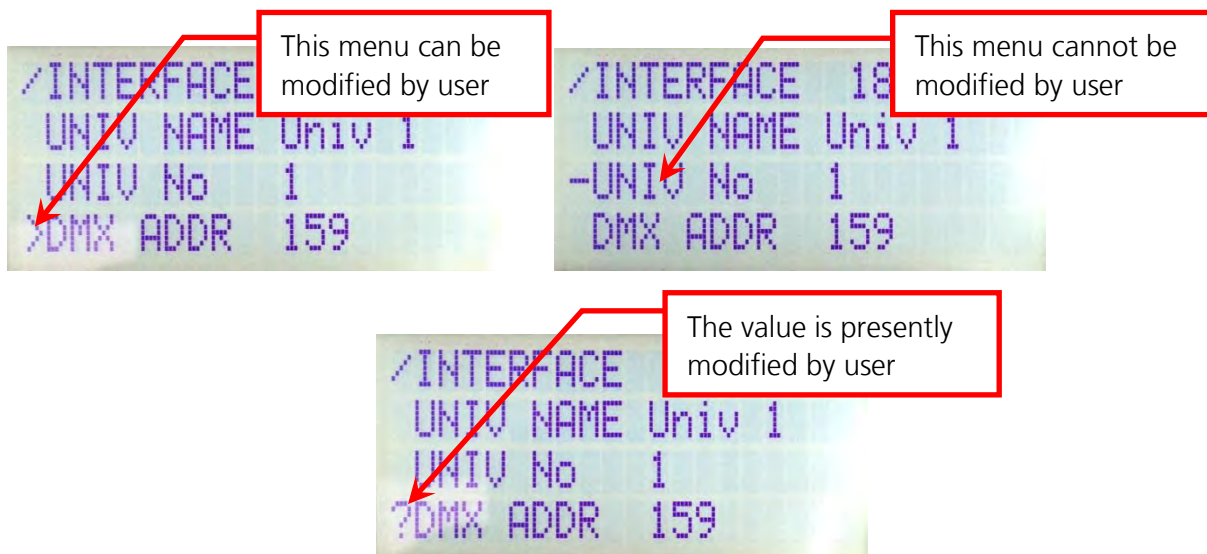 This menu can be
modified by user
/INTERFACE
UNIV NAME Univ 1
UNIV No 1
>DMX ADDR 159
This menu cannot be
modified by user
/INTERFACE 18
UNIV NAME Univ 1
-UNIV No 1
DMX ADDR 159
The value is presently
modified by user
/INTERFACE
UNIV NAME Univ 1
UNIV No 1
?DMX ADDR 159